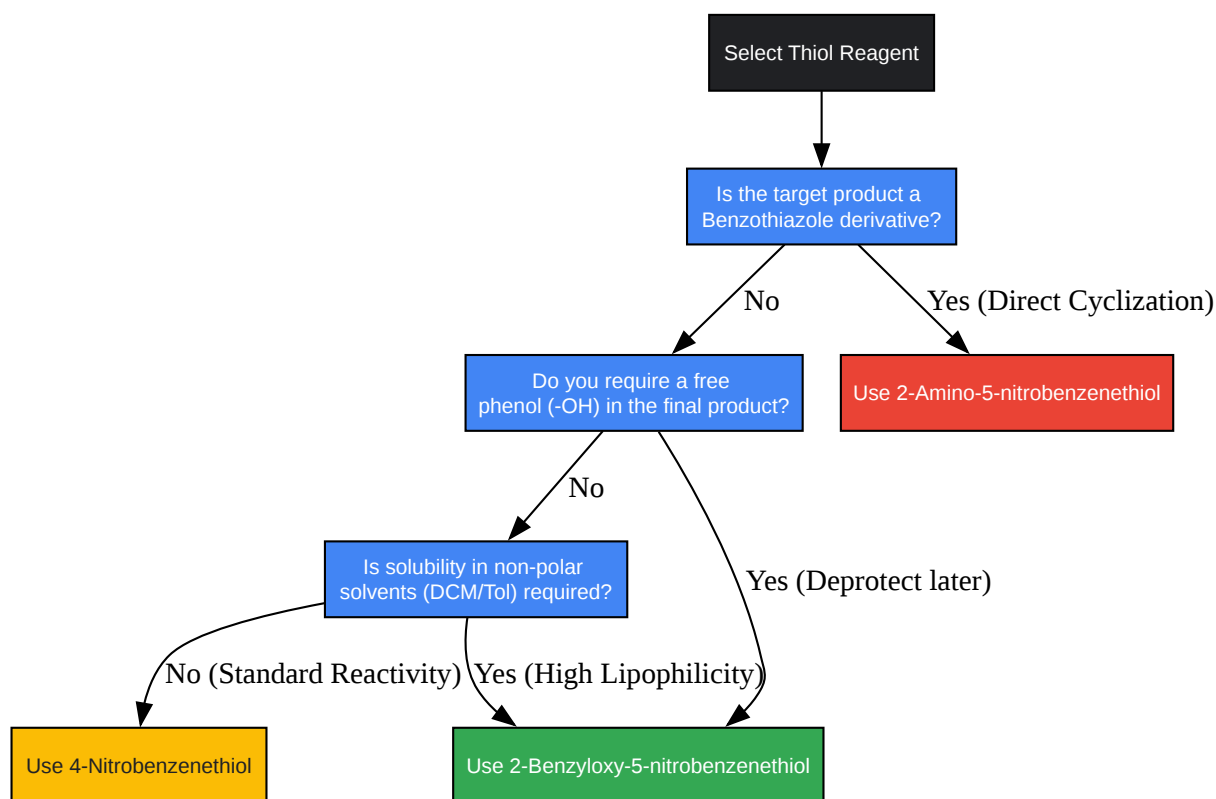 Select Thiol Reagent
Is the target product a
Benzothiazole derivative?
No
Yes (Direct Cyclization)
Do you require a free
phenol (-OH) in the final product?
Use 2-Amino-5-nitrobenzenethiol
No
Is solubility in non-polar
solvents (DCM/Tol) required?
Yes (Deprotect later)
No (Standard Reactivity)
Yes (High Lipophilicity)
Use 4-Nitrobenzenethiol
Use 2-Benzyloxy-5-nitrobenzenethiol